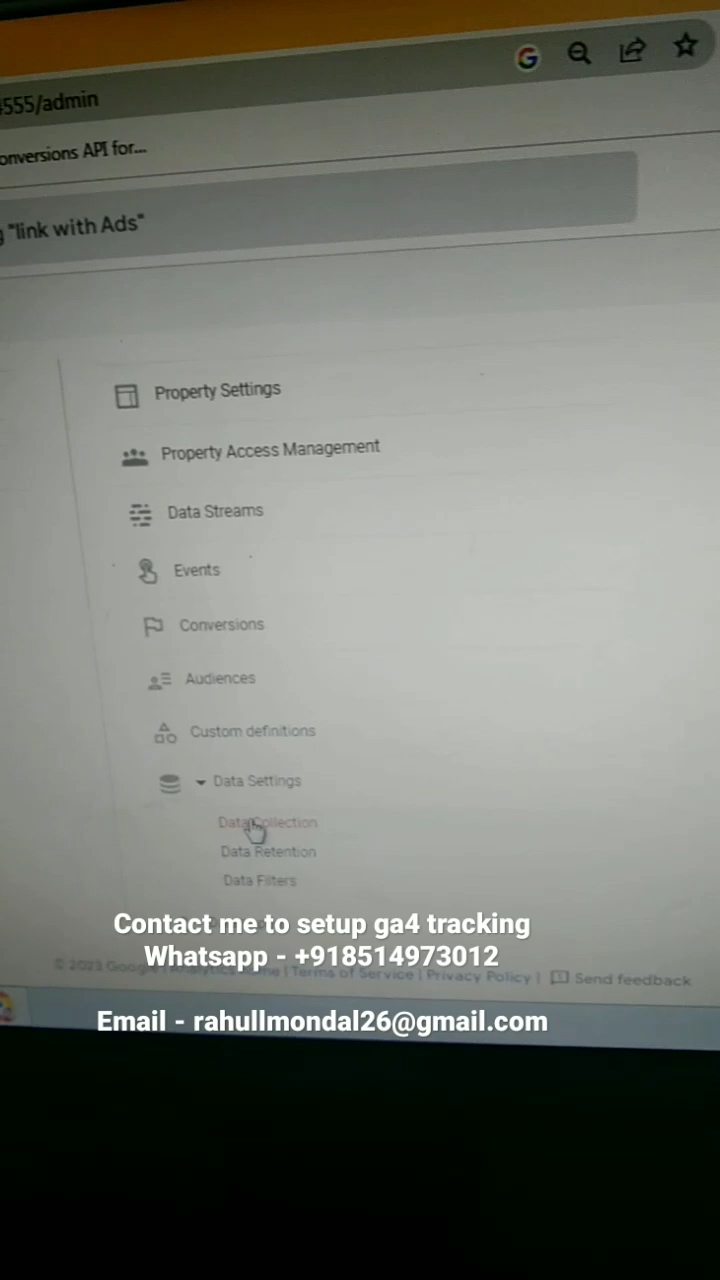 4555/admin
onversions API for...
g "link with Ads"
Property Settings
Property Access Management
Data Streams
Events
Conversions
Audiences
Custom definitions
Data Settings
Data Collection
Data Retention
Data Filters
Contact me to setup ga4 tracking
Whatsapp - +918514973012
© 2023 Google | Analytics home | Terms of Service | Privacy Policy | Send feedback
Email - rahullmondal26@gmail.com